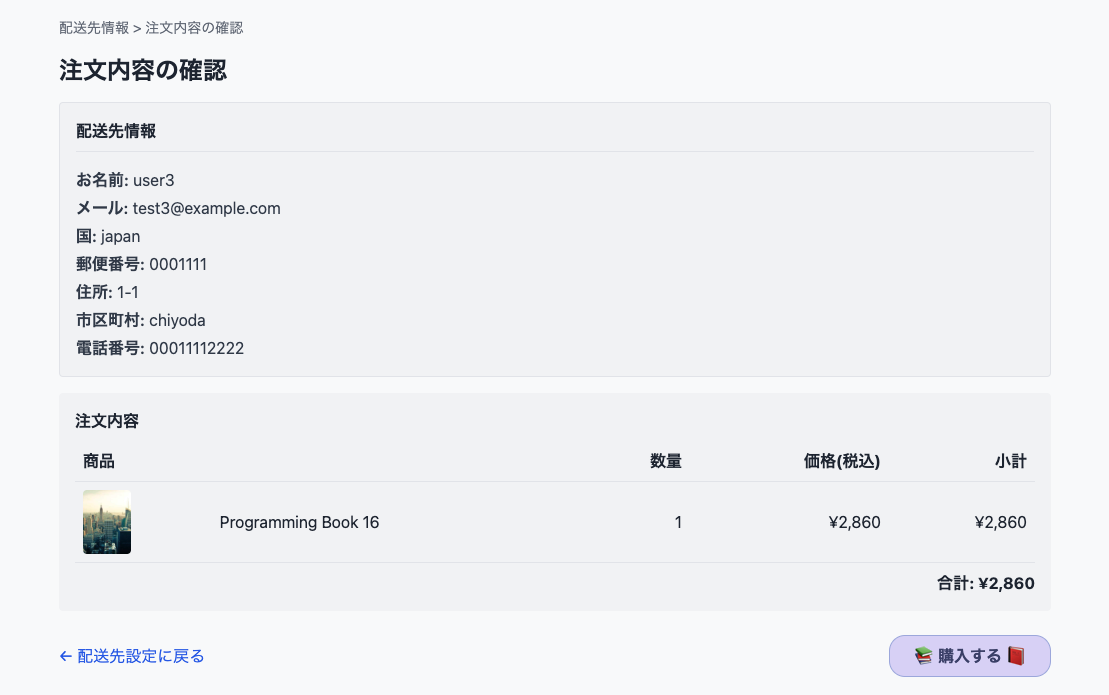 配送先情報 > 注文内容の確認
注文内容の確認
配送先情報
お名前: user3
メール: test3@example.com
国: japan
郵便番号: 0001111
住所: 1-1
市区町村: chiyoda
電話番号: 00011112222
注文内容
商品 数量 価格(税込) 小計
Programming Book 16 1 ¥2,860 ¥2,860
合計: ¥2,860
← 配送先設定に戻る
📚 購入する 📕